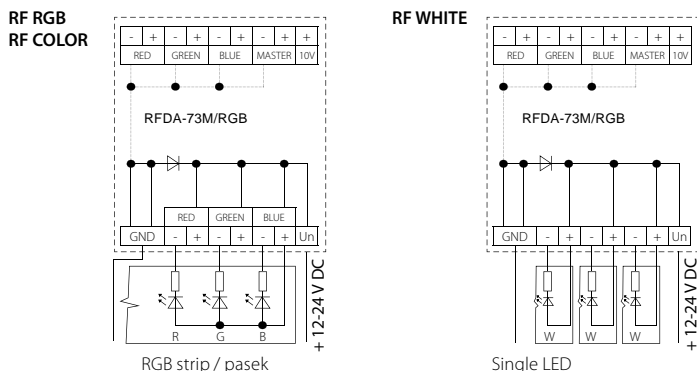 RF RGB
RF COLOR
- + - + - + - + +
RED GREEN BLUE MASTER 10V
RFDA-73M/RGB
RED GREEN BLUE
GND - + - + - + Un
R G B
+ 12-24 V DC
RGB strip / pasek
RF WHITE
- + - + - + - + +
RED GREEN BLUE MASTER 10V
RFDA-73M/RGB
GND - + - + - + Un
W W W
+ 12-24 V DC
Single LED